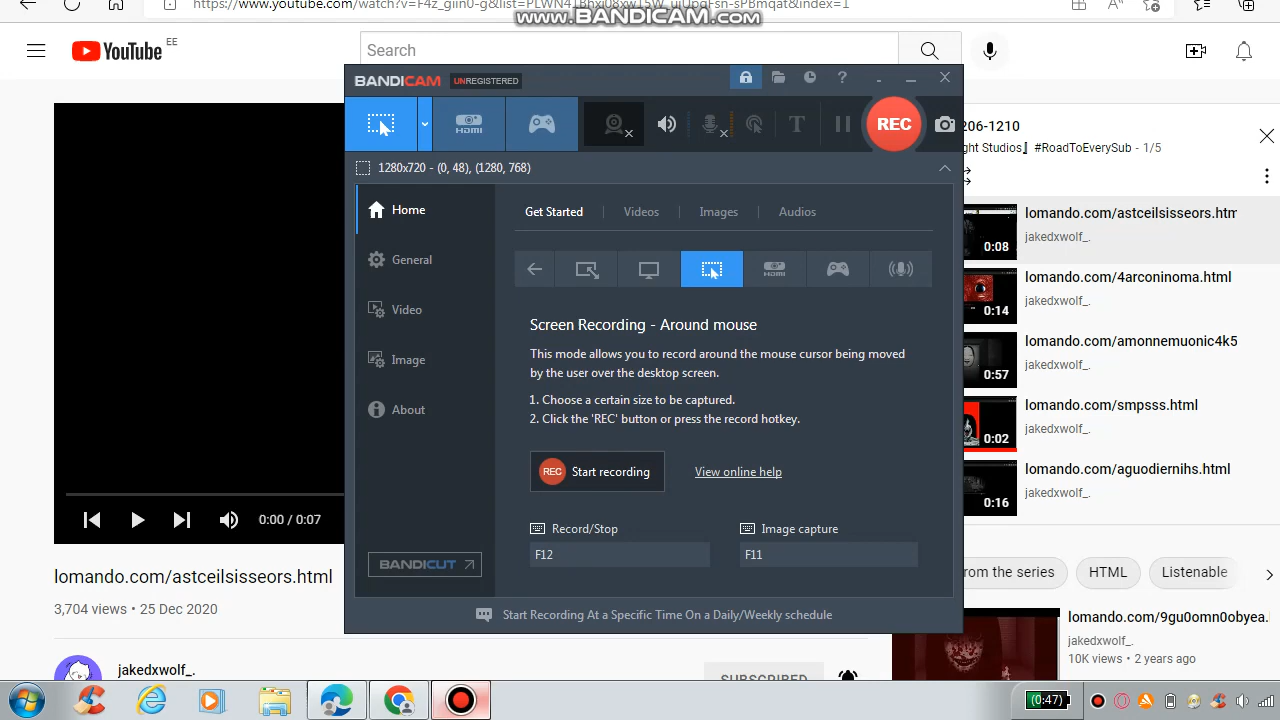 https://www.youtube.com/watch?v=F4z_giin0-g&list=PLWN41Bhxi08xw15W_uiUpgFsn-sPBmqat&index=1
www.BANDICAM.com
YouTube EE
Search
BANDICAM UNREGISTERED
HDMI
T
REC
1280x720 - (0, 48), (1280, 768)
Home
General
Video
Image
About
BANDICUT
Get Started
Videos
Images
Audios
HDMI
Screen Recording - Around mouse
This mode allows you to record around the mouse cursor being moved
by the user over the desktop screen.
1. Choose a certain size to be captured.
2. Click the 'REC' button or press the record hotkey.
REC Start recording
View online help
Record/Stop
Image capture
F12
F11
Start Recording At a Specific Time On a Daily/Weekly schedule
0:00 / 0:07
lomando.com/astceilsisseors.html
3,704 views • 25 Dec 2020
jakedxwolf_.
SUBSCRIBED
206-1210
ght Studios』 #RoadToEverySub - 1/5
0:08
lomando.com/astceilsisseors.htm
jakedxwolf_.
0:14
lomando.com/4arconinoma.html
jakedxwolf_.
0:57
lomando.com/amonnemuonic4k5
jakedxwolf_.
0:02
lomando.com/smpsss.html
jakedxwolf_.
0:16
lomando.com/aguodiernihs.html
jakedxwolf_.
rom the series
HTML
Listenable
lomando.com/9gu0omn0obyea.
jakedxwolf_.
10K views • 2 years ago
(0:47)